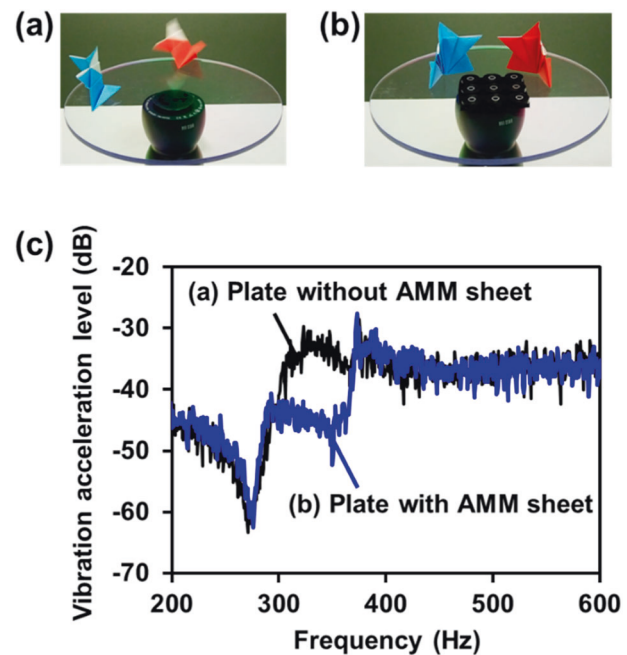 (a)
(b)
(c)
Vibration acceleration level (dB)
-20
-30
-40
-50
-60
-70
(a) Plate without AMM sheet
(b) Plate with AMM sheet
200
300
400
500
600
Frequency (Hz)